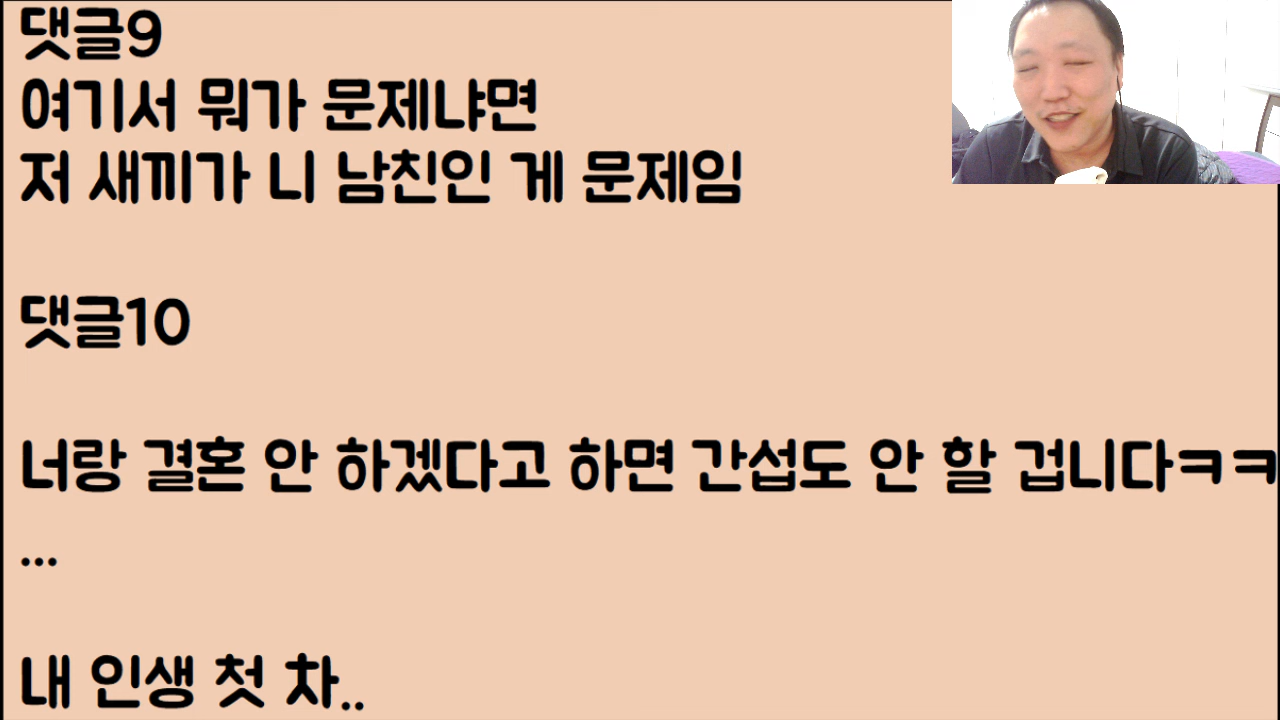 댓글9
여기서 뭐가 문제냐면
저 새끼가 니 남친인 게 문제임
댓글10
너랑 결혼 안 하겠다고 하면 간섭도 안 할 겁니다ㅋㅋ
...
내 인생 첫 차..